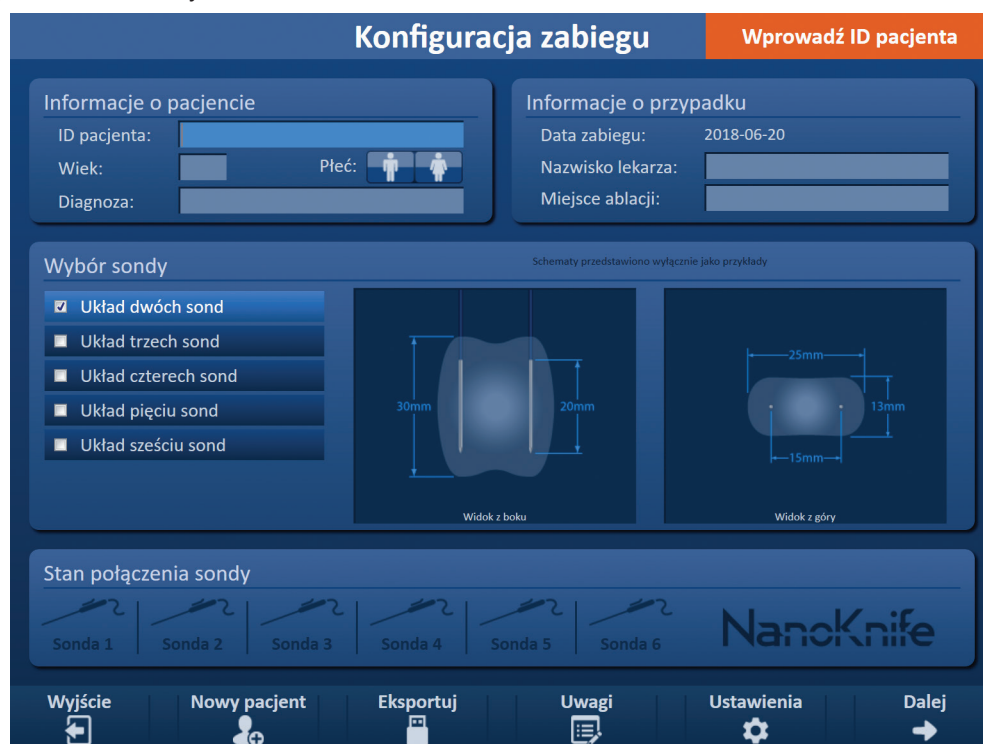 Konfiguracja zabiegu
Wprowadź ID pacjenta
Informacje o pacjencie
ID pacjenta:
Wiek:
Płeć:
Diagnoza:
Informacje o przypadku
Data zabiegu: 2018-06-20
Nazwisko lekarza:
Miejsce ablacji:
Wybór sondy
Schematy przedstawiono wyłącznie jako przykłady
Układ dwóch sond
Układ trzech sond
Układ czterech sond
Układ pięciu sond
Układ sześciu sond
30mm
20mm
Widok z boku
25mm
13mm
15mm
Widok z góry
Stan połączenia sondy
Sonda 1
Sonda 2
Sonda 3
Sonda 4
Sonda 5
Sonda 6
NanoKnife
Wyjście
Nowy pacjent
Eksportuj
Uwagi
Ustawienia
Dalej